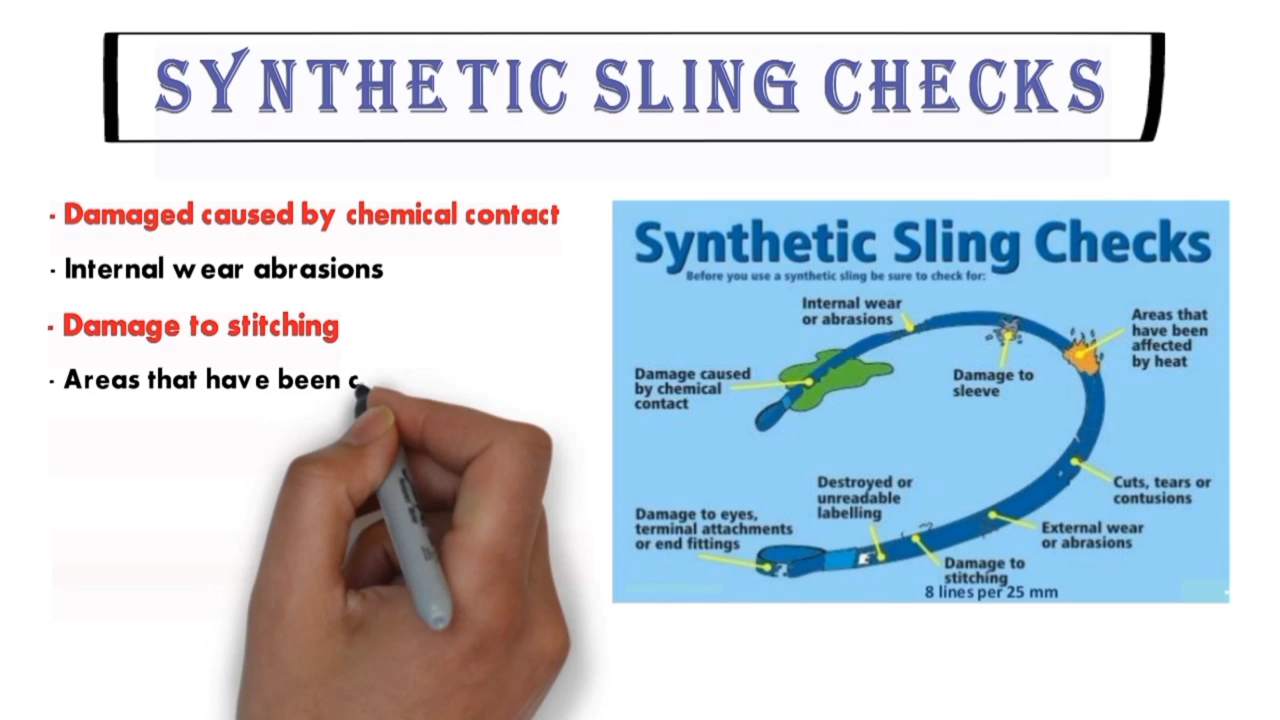 SYNTHETIC SLING CHECKS
- Damaged caused by chemical contact
- Internal wear abrasions
- Damage to stitching
- Areas that have been
Synthetic Sling Checks
Before you use a synthetic sling be sure to check for:
Internal wear
or abrasions
Areas that
have been
affected
by heat
Damage caused
by chemical
contact
Damage to
sleeve
Cuts, tears or
contusions
Destroyed or
unreadable
labelling
Damage to eyes,
terminal attachments
or end fittings
External wear
or abrasions
Damage to
stitching
8 lines per 25 mm